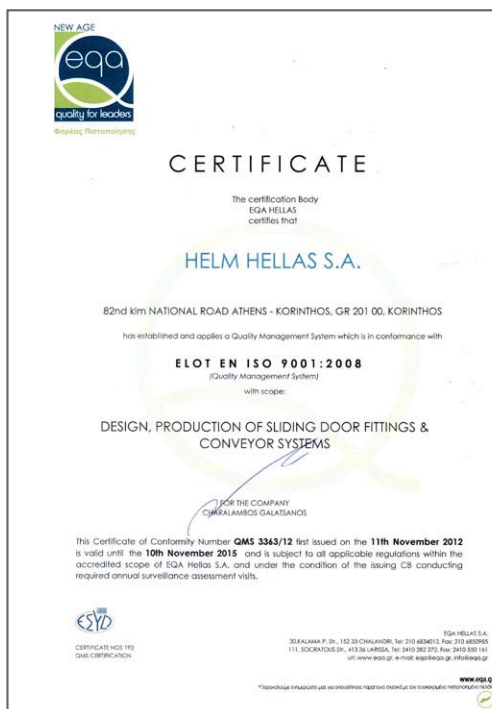 NEW AGE
eqa
quality for leaders
Φορέας Πιστοποίησης
CERTIFICATE
The certification Body
EQA HELLAS
certifies that
HELM HELLAS S.A.
82nd klm NATIONAL ROAD ATHENS - KORINTHOS, GR 201 00, KORINTHOS
has established and applies a Quality Management System which is in conformance with
ELOT EN ISO 9001:2008
(Quality Management System)
with scope:
DESIGN, PRODUCTION OF SLIDING DOOR FITTINGS &
CONVEYOR SYSTEMS
FOR THE COMPANY
CHARALAMBOS GALATSANOS
This Certificate of Conformity Number QMS 3363/12 first issued on the 11th November 2012
is valid until the 10th November 2015 and is subject to all applicable regulations within the
accredited scope of EQA Hellas S.A. and under the condition of the issuing CB conducting
required annual surveillance assessment visits.
ESYD
CERTIFICATE NOS 193
QMS CERTIFICATION
EQA HELLAS S.A.
30,KALAMA P. Str., 152 33 CHALANDRI, Tel: 210 6834012, Fax: 210 6850985
111, SOCRATOUS Str., 413 36 LARISSA, Tel: 2410 282 272, Fax: 2410 550 161
url: www.eqa.gr, e-mail: eqa@eqa.gr, info@eqa.gr
www.eqa.gr